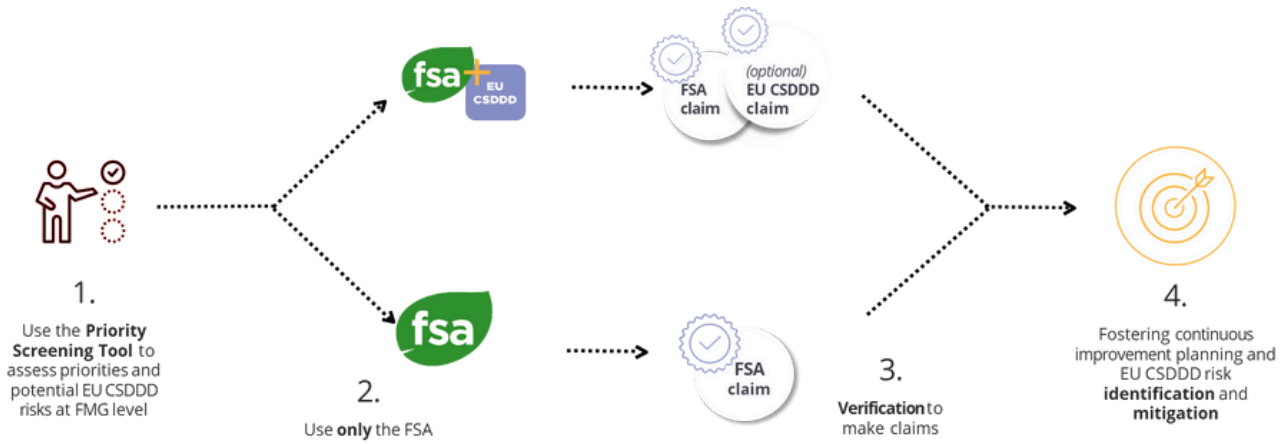 fsa+
EU
CSDDD
FSA
claim
(optional)
EU CSDDD
claim
1.
Use the Priority
Screening Tool to
assess priorities and
potential EU CSDDD
risks at FMG level
fsa
2.
Use only the FSA
FSA
claim
3.
Verification to
make claims
4.
Fostering continuous
improvement planning and
EU CSDDD risk
identification and
mitigation